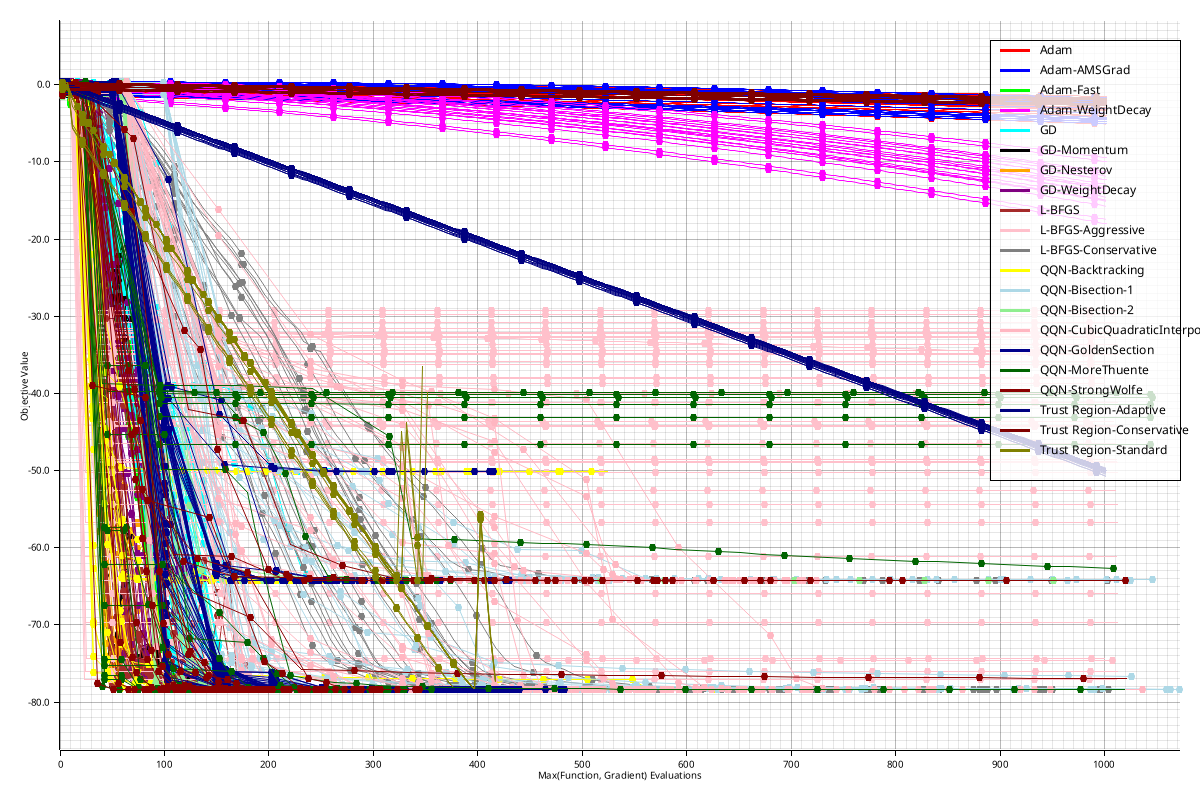 Adam
Adam-AMSGrad
Adam-Fast
Adam-WeightDecay
GD
GD-Momentum
GD-Nesterov
GD-WeightDecay
L-BFGS
L-BFGS-Aggressive
L-BFGS-Conservative
QQN-Backtracking
QQN-Bisection-1
QQN-Bisection-2
QQN-CubicQuadraticInterpo
QQN-GoldenSection
QQN-MoreThuente
QQN-StrongWolfe
Trust Region-Adaptive
Trust Region-Conservative
Trust Region-Standard
0.0
-10.0
-20.0
-30.0
-40.0
-50.0
-60.0
-70.0
-80.0
Objective Value
0 100 200 300 400 500 600 700 800 900 1000
Max(Function, Gradient) Evaluations